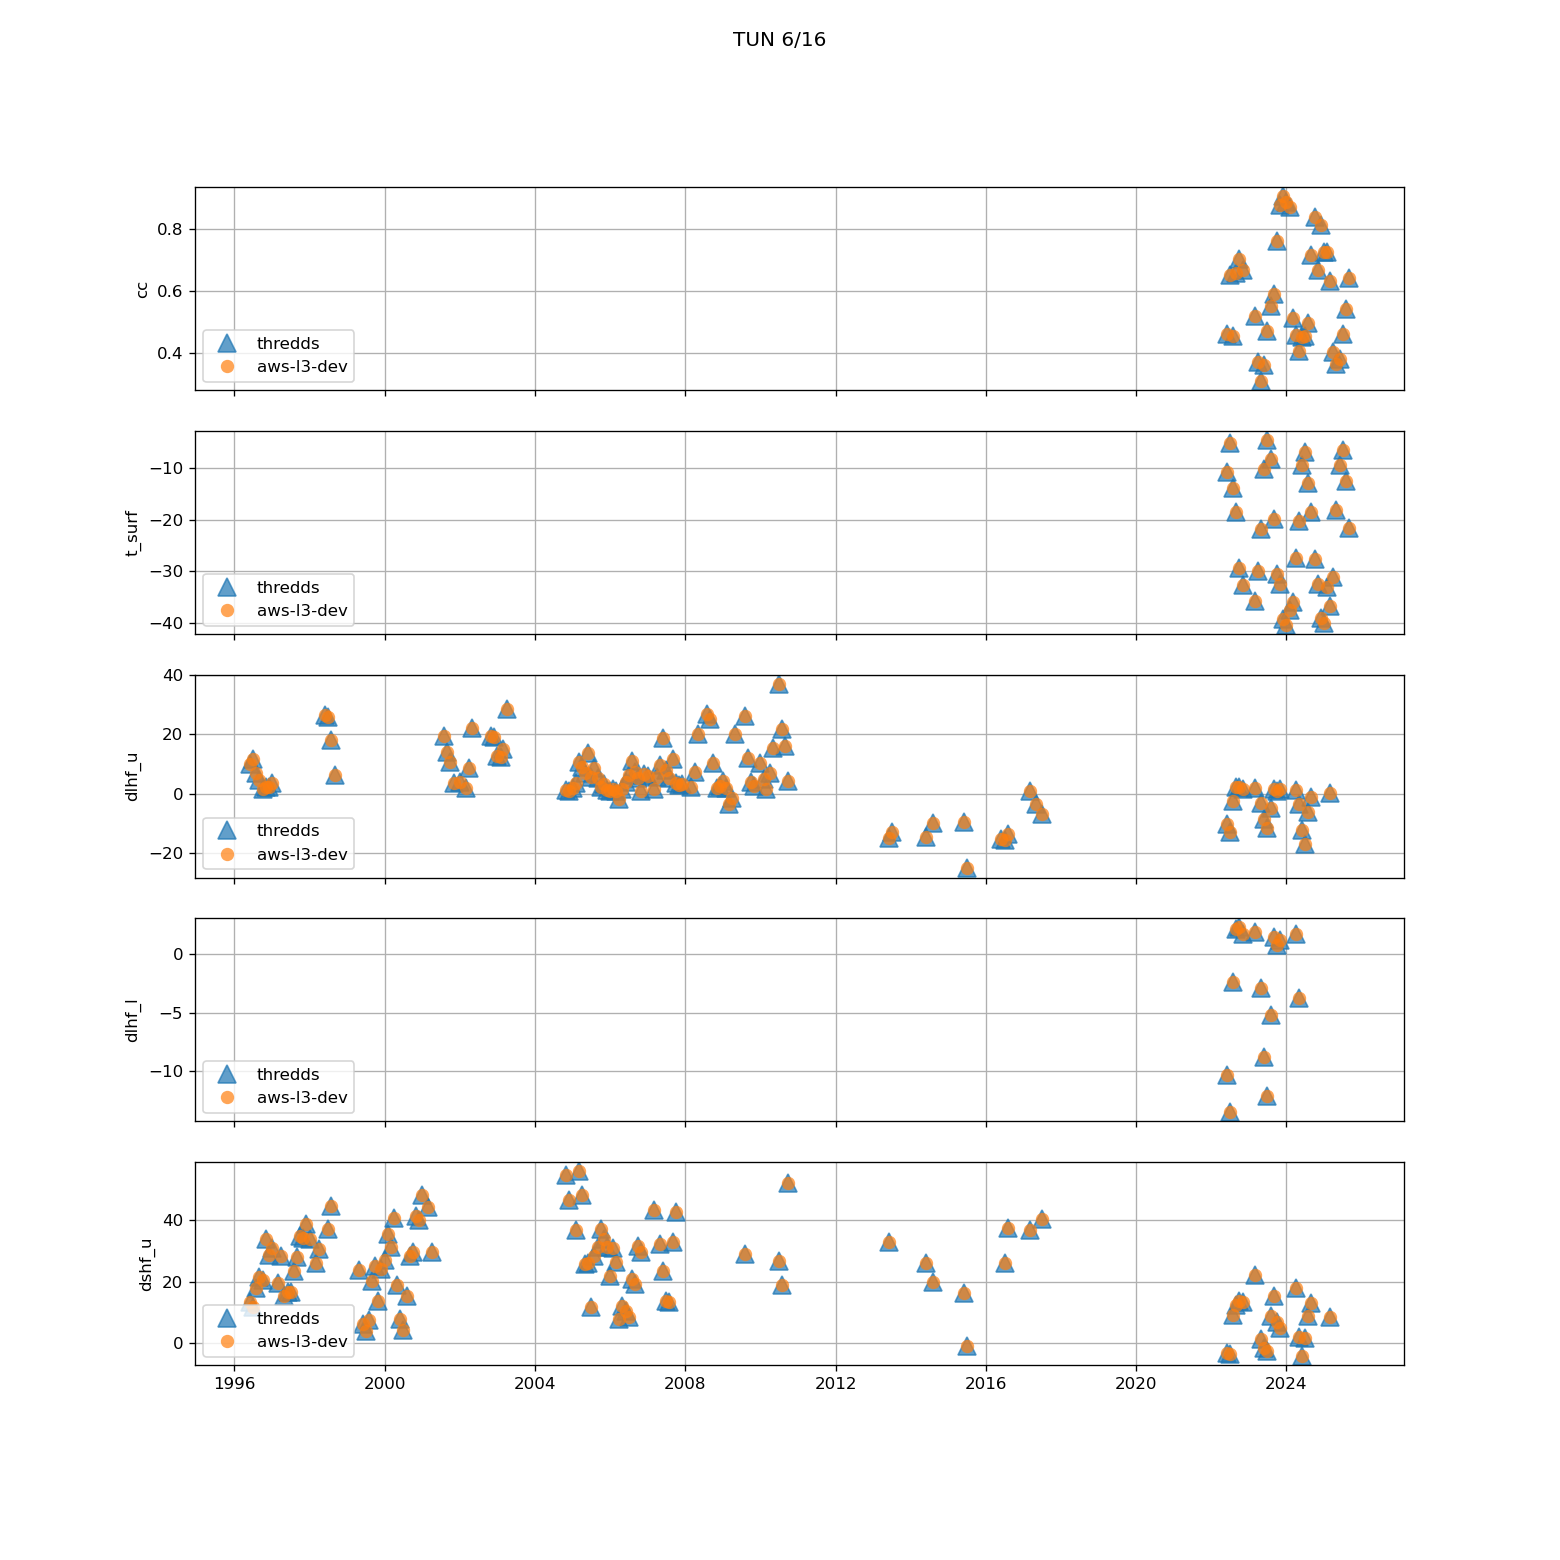 TUN 6/16
0.8
0.6
0.4
cc
thredds
aws-l3-dev
−10
−20
−30
−40
t_surf
thredds
aws-l3-dev
40
20
0
−20
dlhf_u
thredds
aws-l3-dev
0
−5
−10
dlhf_l
thredds
aws-l3-dev
40
20
0
dshf_u
thredds
aws-l3-dev
1996 2000 2004 2008 2012 2016 2020 2024